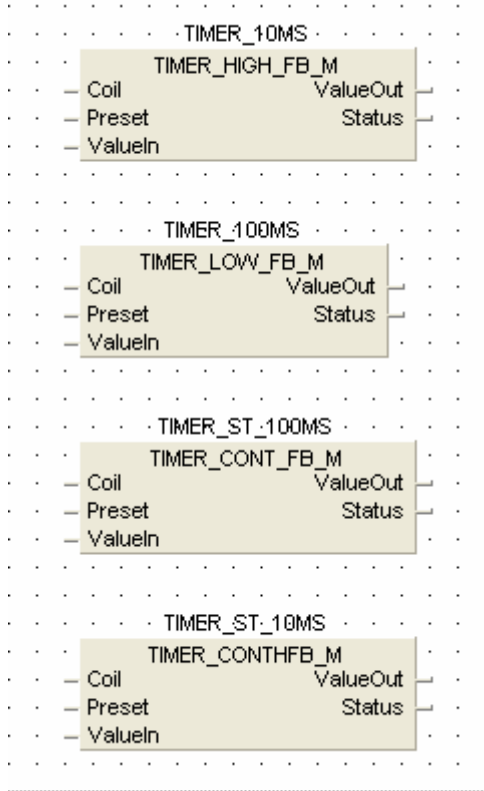 TIMER_10MS
TIMER_HIGH_FB_M
Coil ValueOut
Preset Status
ValueIn
TIMER_100MS
TIMER_LOW_FB_M
Coil ValueOut
Preset Status
ValueIn
TIMER_ST_100MS
TIMER_CONT_FB_M
Coil ValueOut
Preset Status
ValueIn
TIMER_ST_10MS
TIMER_CONTHFB_M
Coil ValueOut
Preset Status
ValueIn